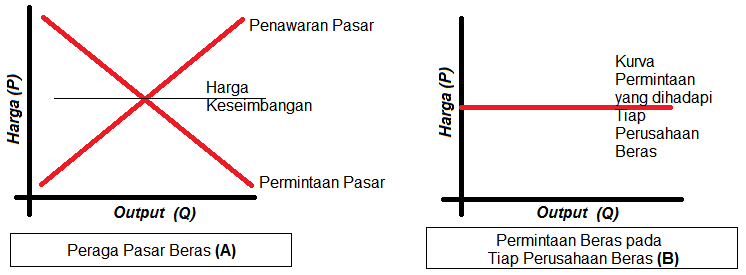 Harga (P)
Penawaran Pasar
Harga
Keseimbangan
Permintaan Pasar
Output (Q)
Peraga Pasar Beras (A)
Harga (P)
Kurva
Permintaan
yang dihadapi
Tiap
Perusahaan
Beras
Output (Q)
Permintaan Beras pada
Tiap Perusahaan Beras (B)